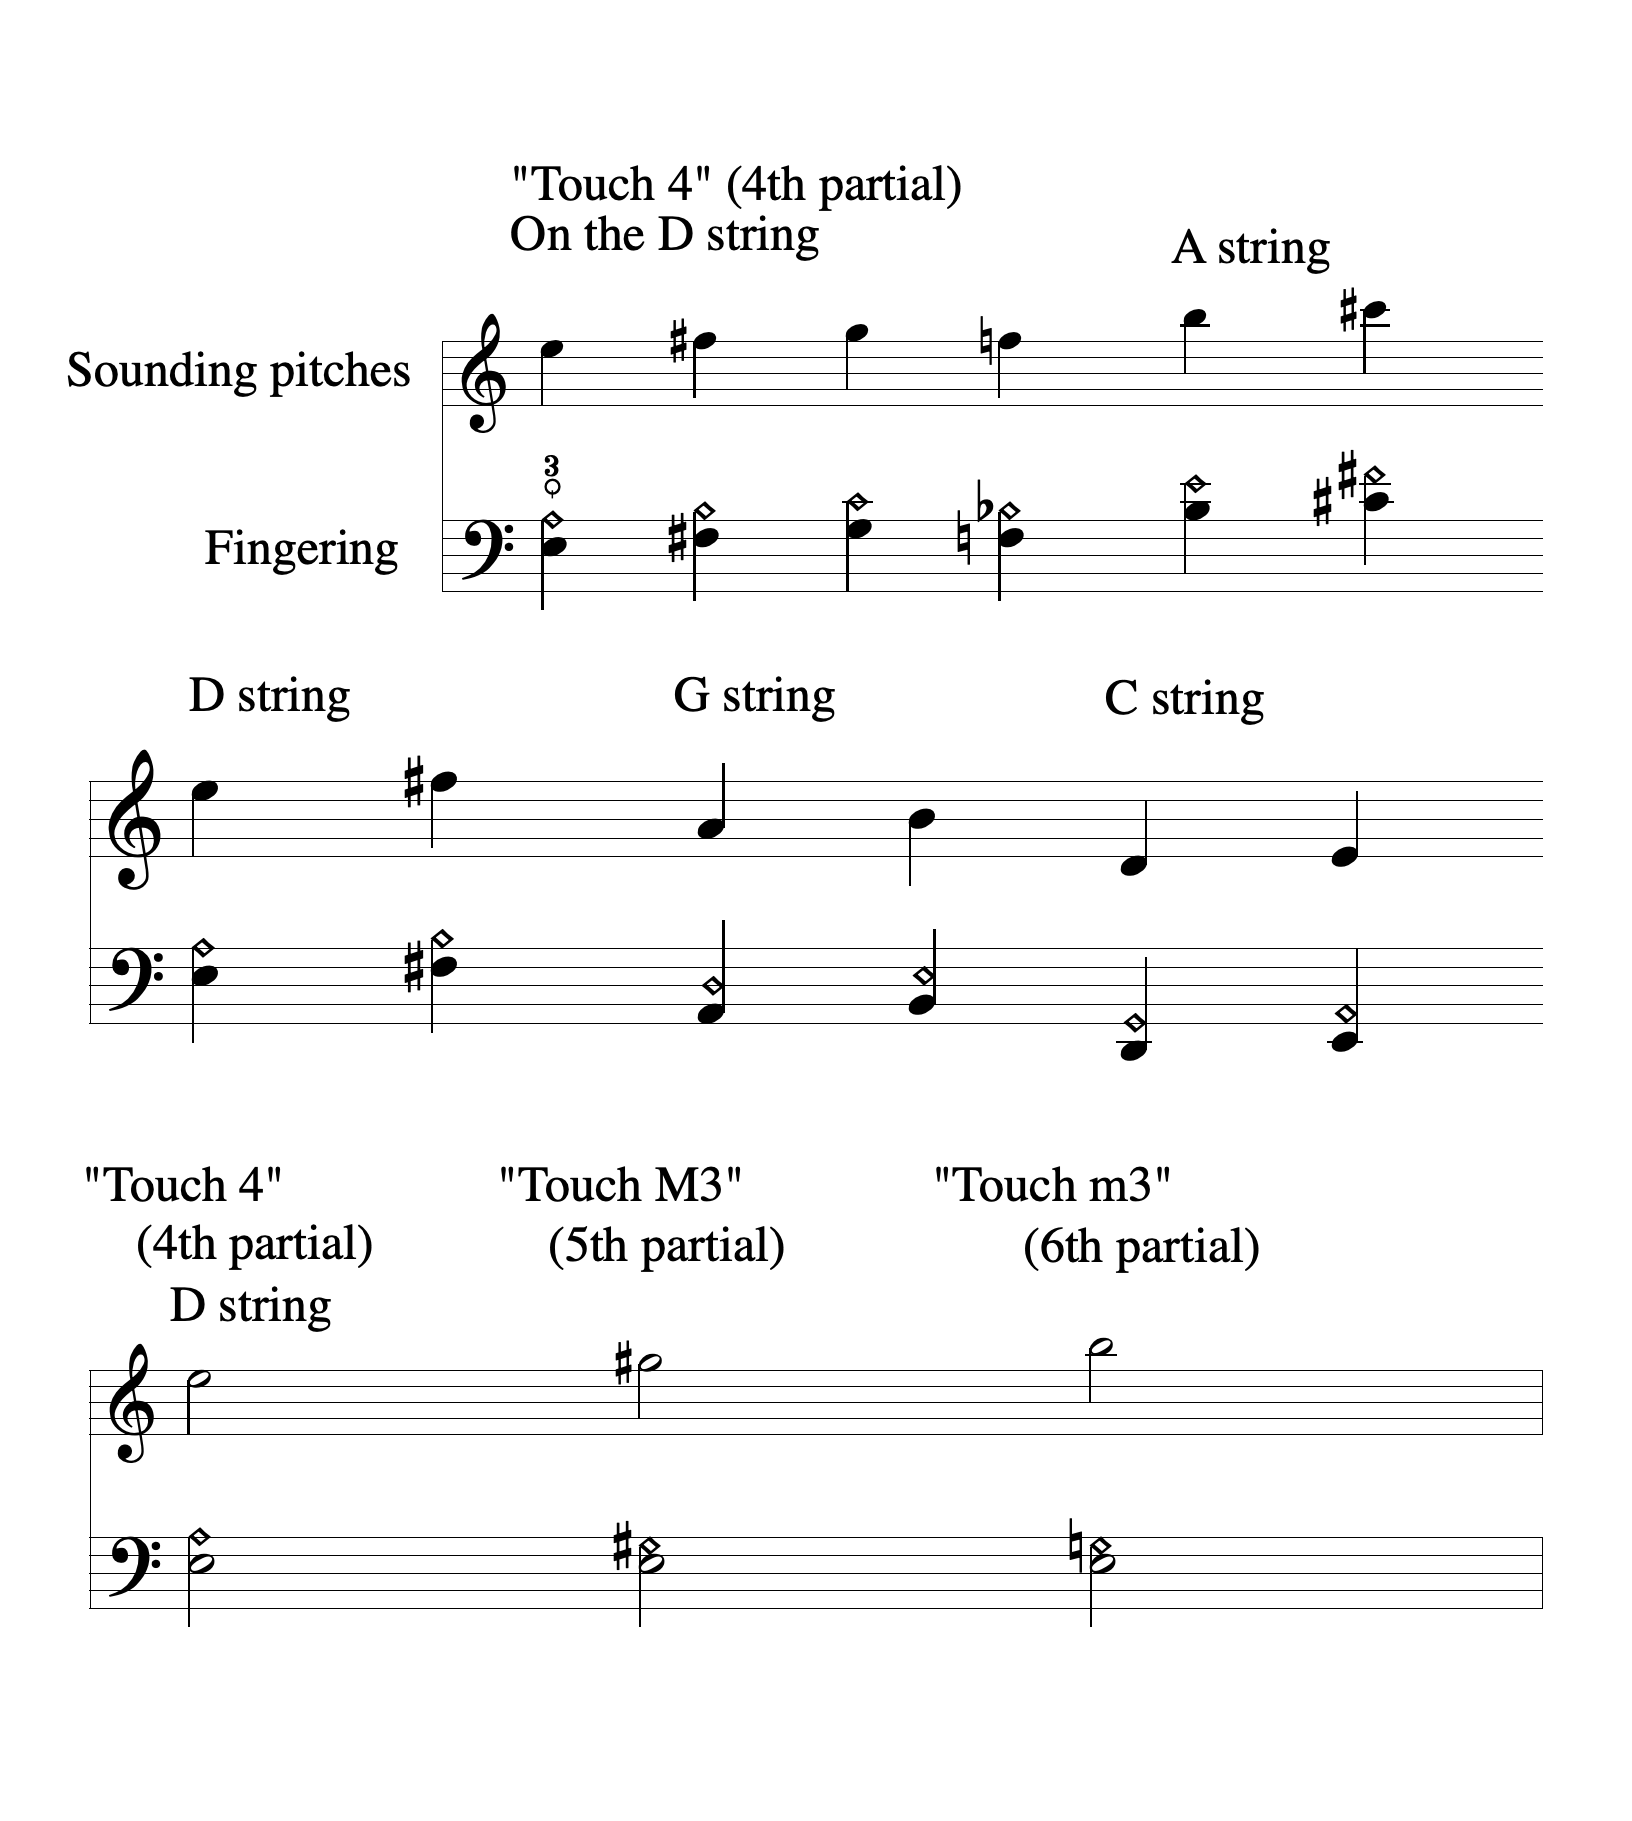 "Touch 4" (4th partial)
On the D string
A string
Sounding pitches
3
Fingering
D string
G string
C string
"Touch 4"
"Touch M3"
"Touch m3"
(4th partial)
(5th partial)
(6th partial)
D string